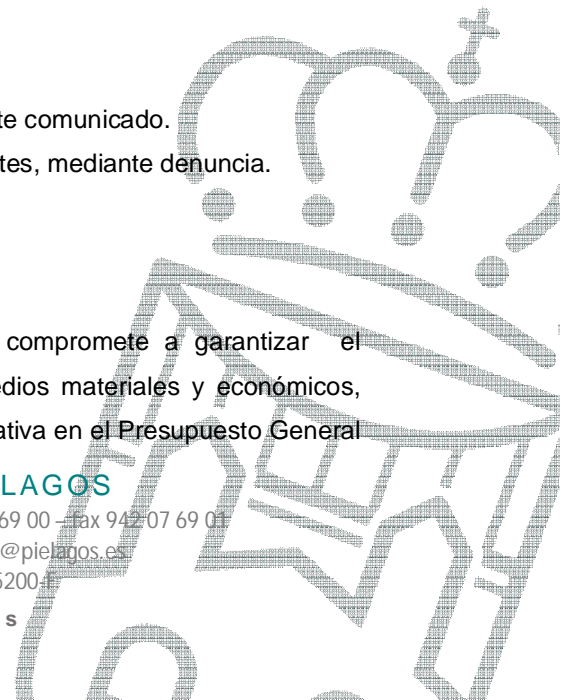 te comunicado.
tes, mediante denuncia.
compromete a garantizar el
edios materiales y económicos,
ativa en el Presupuesto General
LAGOS
69 00 – fax 942 07 69 01
@pielagos.es
5200-F
s